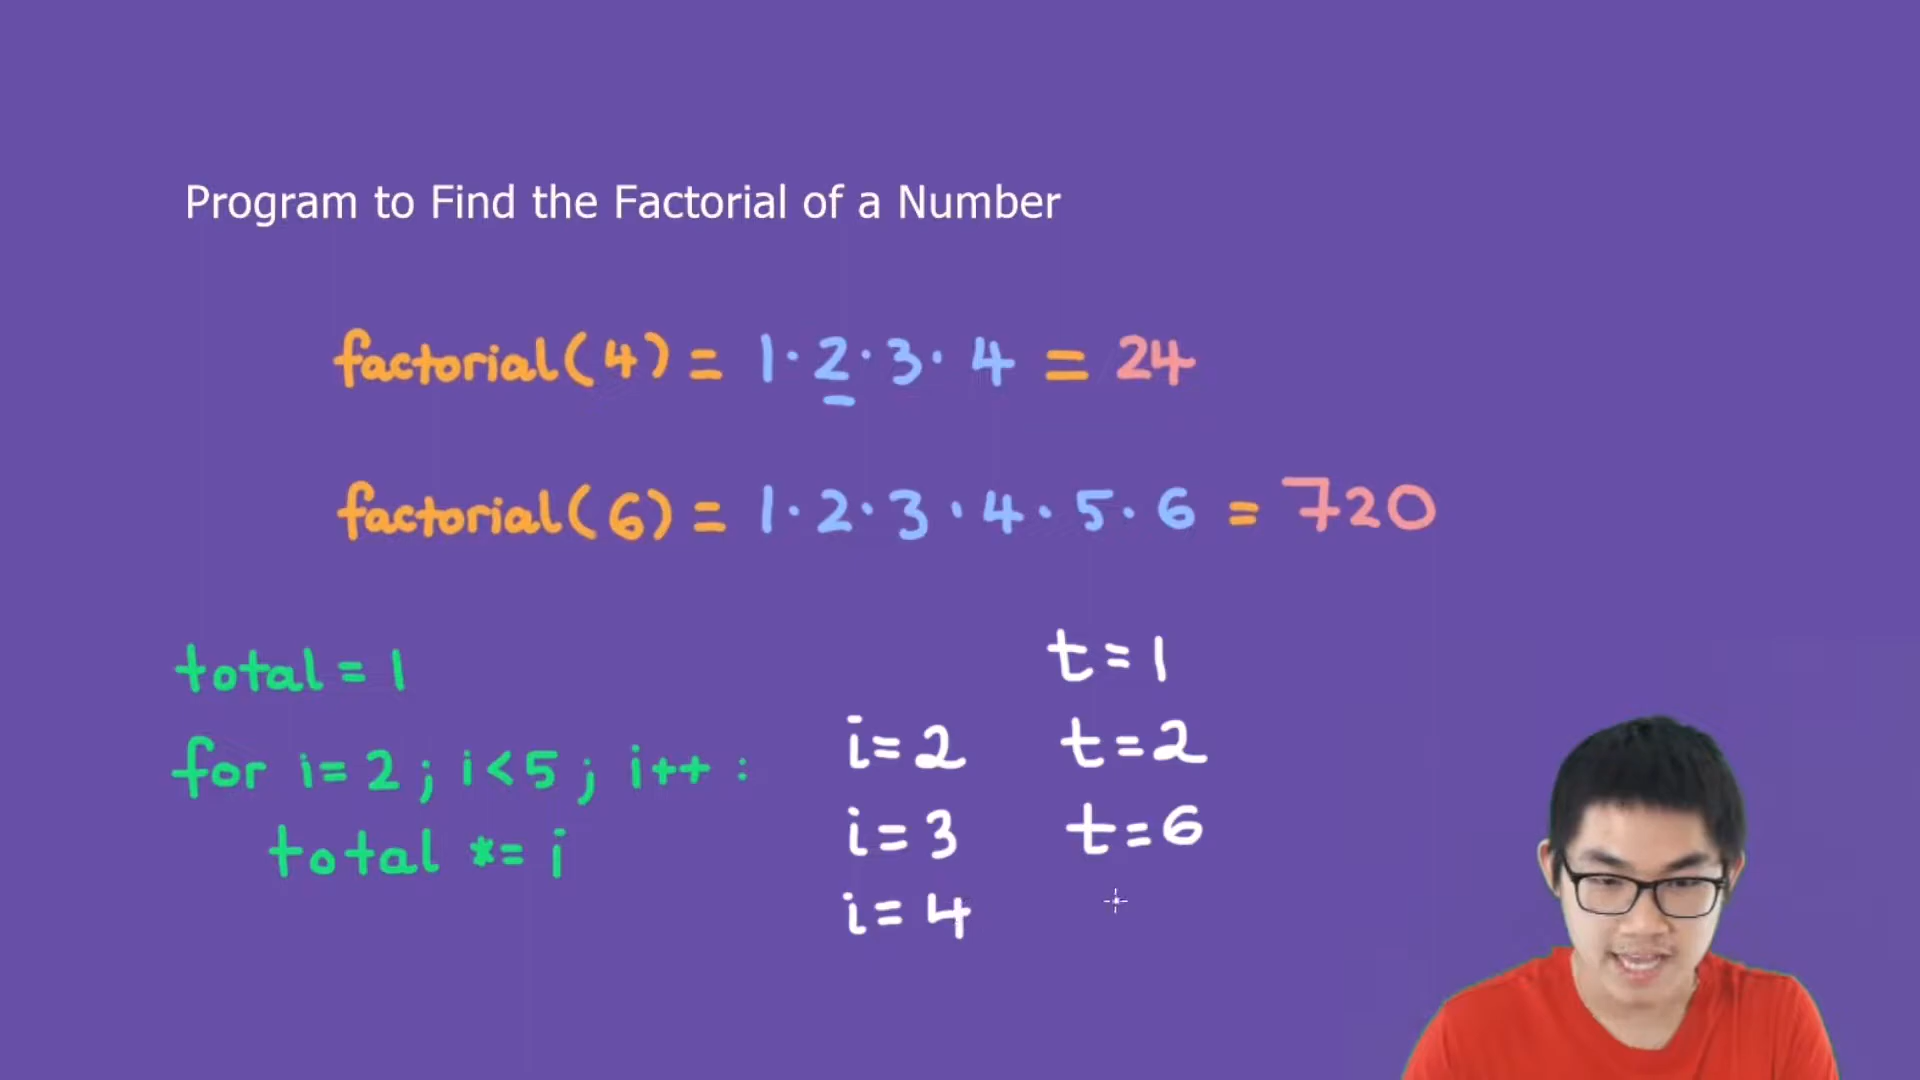 Program to Find the Factorial of a Number
factorial(4) = 1·2·3·4 = 24
factorial(6) = 1·2·3·4·5·6 = 720
total = 1
for i=2; i<5; i++ :
total *= i
t=1
i=2 t=2
i=3 t=6
i=4